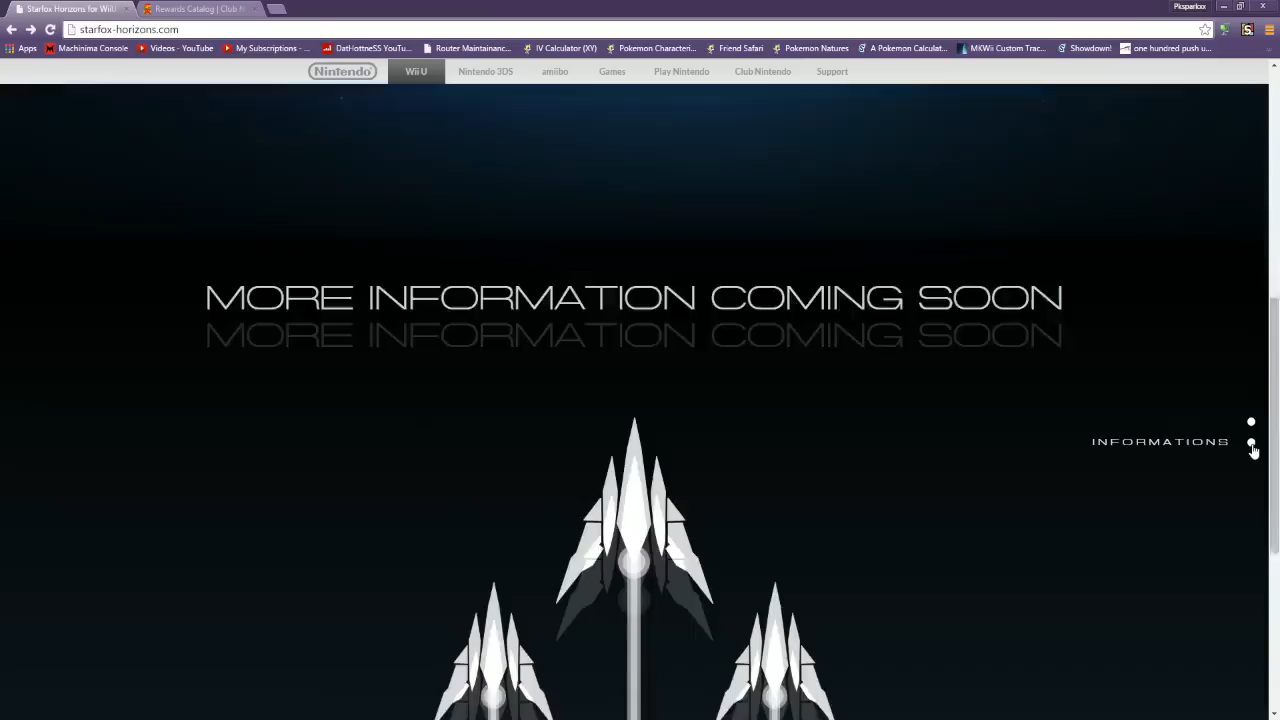 Starfox Horizons for WiiU
Rewards Catalog | Club N
Pksparkxx
starfox-horizons.com
Apps
Machinima Command
Videos - YouTube
My Subscriptions - ...
DatHottneSS YouTu...
Router Maintainanc...
IV Calculator (XY)
Pokemon Characteri...
Friend Safari
Pokemon Natures
A Pokemon Calculat...
MKWii Custom Trac...
Showdown!
one hundred push u...
Nintendo
Wii U
Nintendo 3DS
amiibo
Games
Play Nintendo
Club Nintendo
Support
MORE INFORMATION COMING SOON
MORE INFORMATION COMING SOON
INFORMATIONS